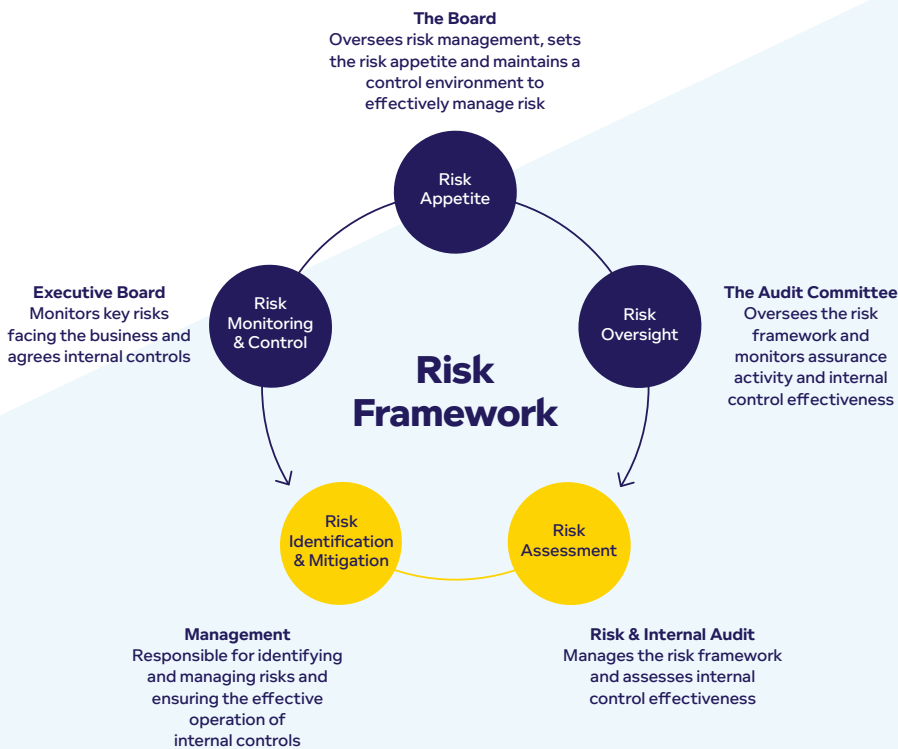 The Board
Oversees risk management, sets
the risk appetite and maintains a
control environment to
effectively manage risk
Risk
Appetite
Executive Board
Monitors key risks
facing the business and
agrees internal controls
Risk
Monitoring
& Control
Risk
Oversight
The Audit Committee
Oversees the risk
framework and
monitors assurance
activity and internal
control effectiveness
Risk
Framework
Risk
Identification
& Mitigation
Risk
Assessment
Management
Responsible for identifying
and managing risks and
ensuring the effective
operation of
internal controls
Risk & Internal Audit
Manages the risk framework
and assesses internal
control effectiveness